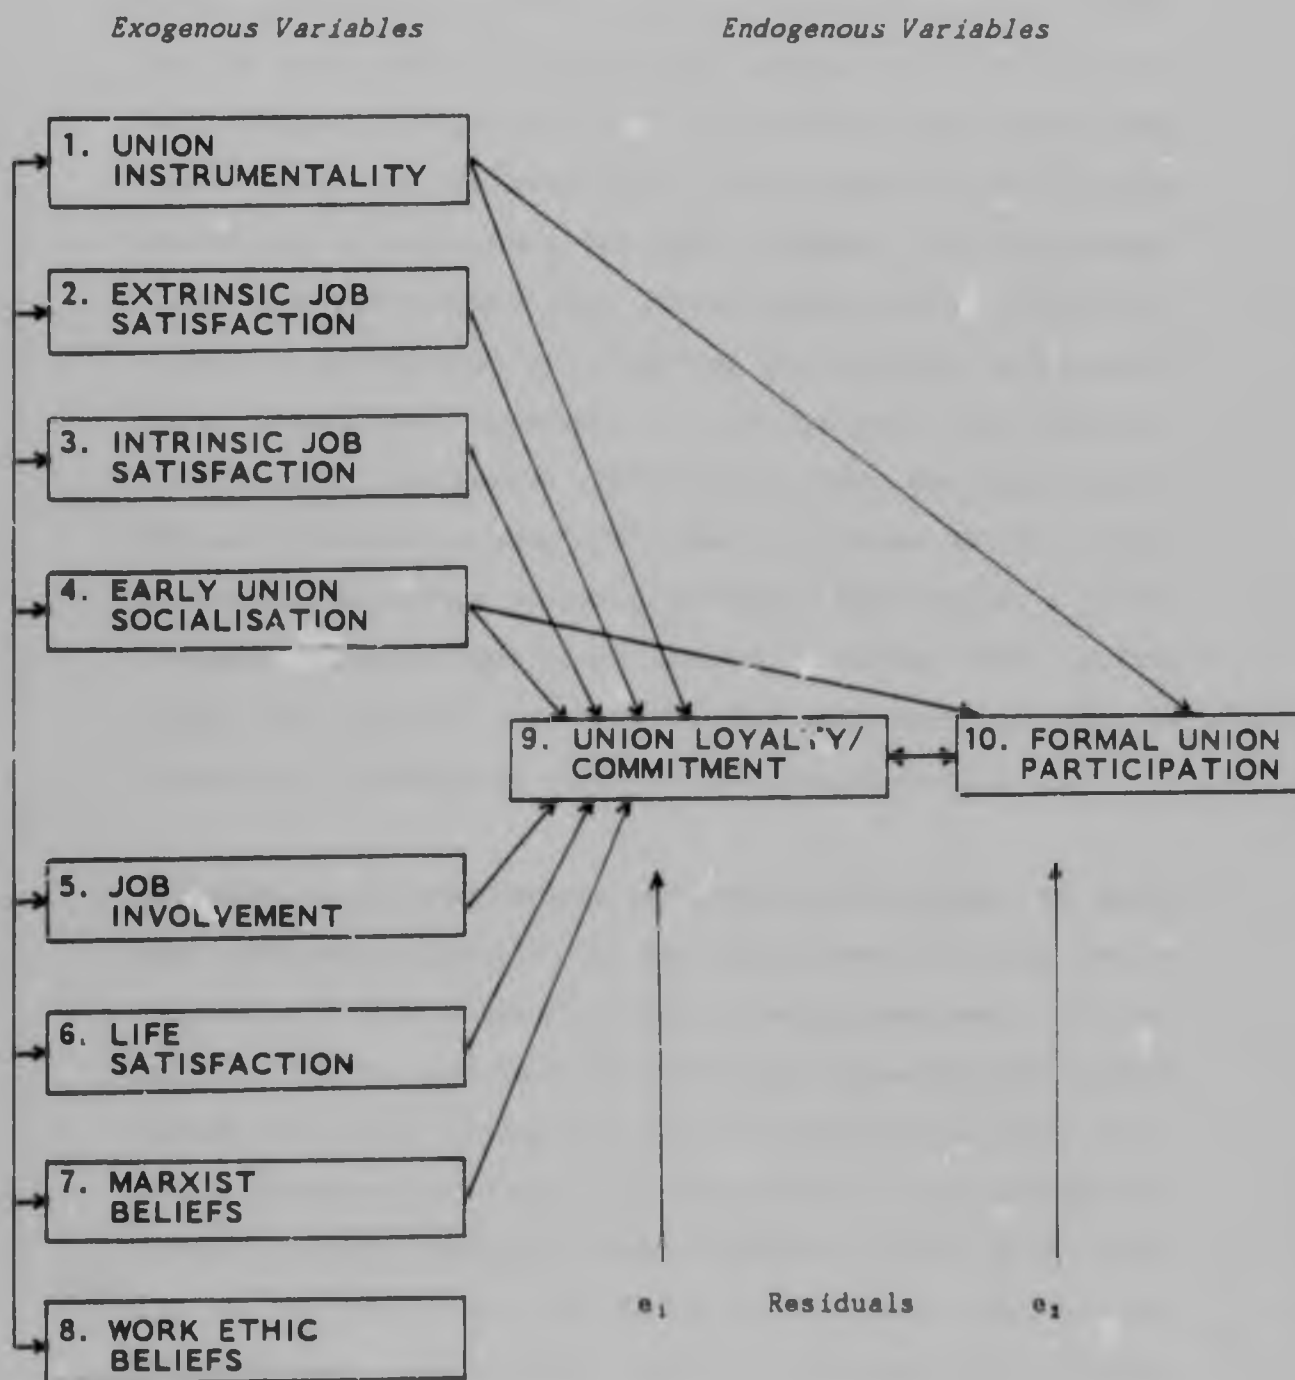 Exogenous Variables
Endogenous Variables
1. UNION
INSTRUMENTALITY
2. EXTRINSIC JOB
SATISFACTION
3. INTRINSIC JOB
SATISFACTION
4. EARLY UNION
SOCIALISATION
9. UNION LOYALTY/
COMMITMENT
10. FORMAL UNION
PARTICIPATION
5. JOB
INVOLVEMENT
6. LIFE
SATISFACTION
7. MARXIST
BELIEFS
8. WORK ETHIC
BELIEFS
e₁ Residuals e₂